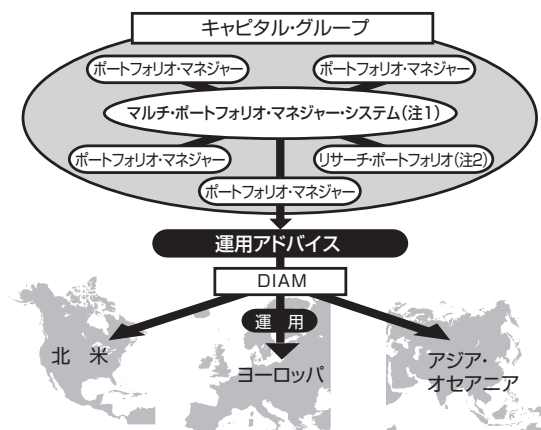 キャピタル・グループ
ポートフォリオ・マネジャー
ポートフォリオ・マネジャー
マルチ・ポートフォリオ・マネジャー・システム(注1)
ポートフォリオ・マネジャー
リサーチ・ポートフォリオ(注2)
ポートフォリオ・マネジャー
運用アドバイス
DIAM
運 用
北 米
ヨーロッパ
アジア・
オセアニア